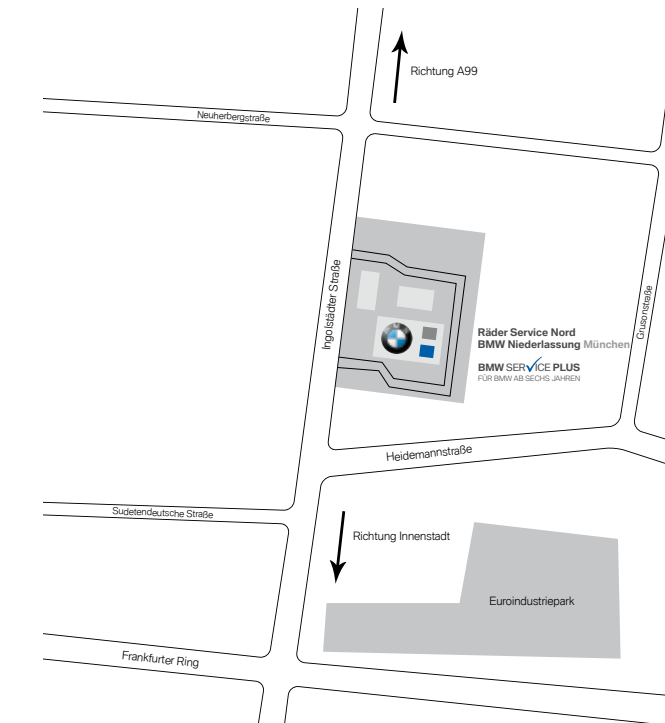 Richtung A99
Neuherbergstraße
Ingolstädter Straße
Grusonstraße
BMW
Räder Service Nord
BMW Niederlassung München
BMW SERVICE PLUS
FÜR BMW AB SECHS JAHREN
Heidemannstraße
Sudetendeutsche Straße
Richtung Innenstadt
Euroindustriepark
Frankfurter Ring